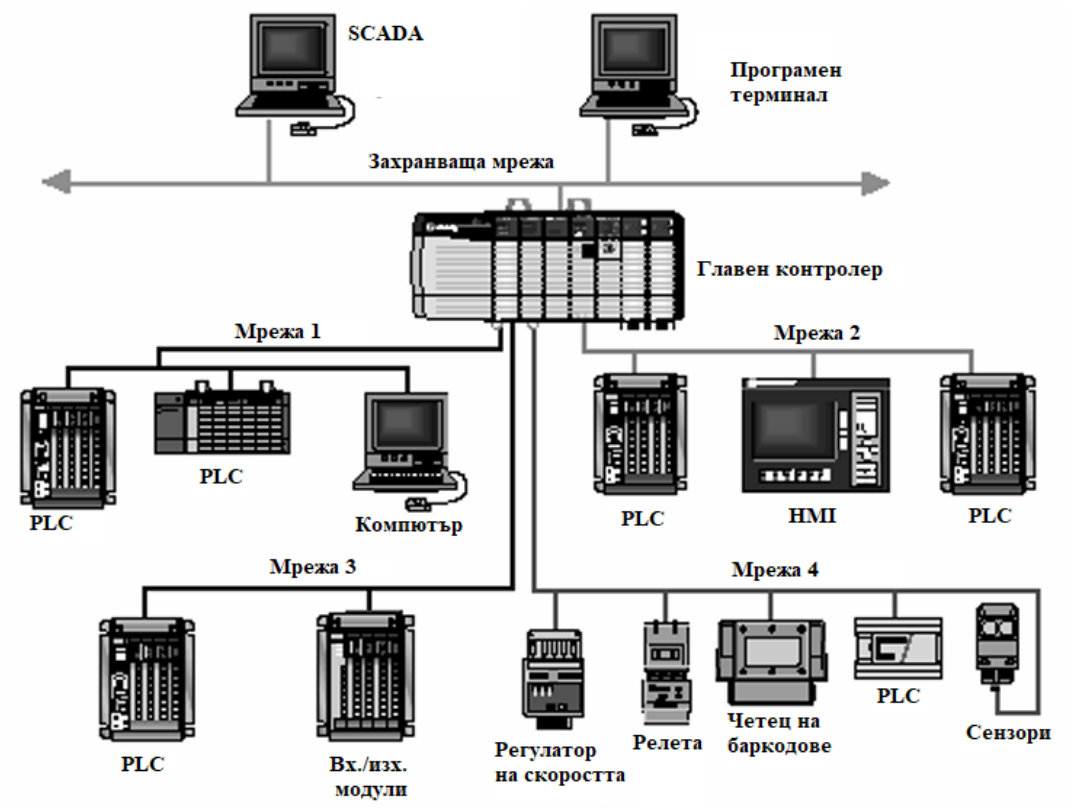 SCADA
Програмен
терминал
Захранваща мрежа
Главен контролер
Мрежа 1
Мрежа 2
PLC
PLC
Компютър
PLC
HMI
PLC
Мрежа 3
Мрежа 4
PLC
Вх./изх.
модули
Регулатор
на скоростта
Релета
Четец на
баркодове
PLC
Сензори